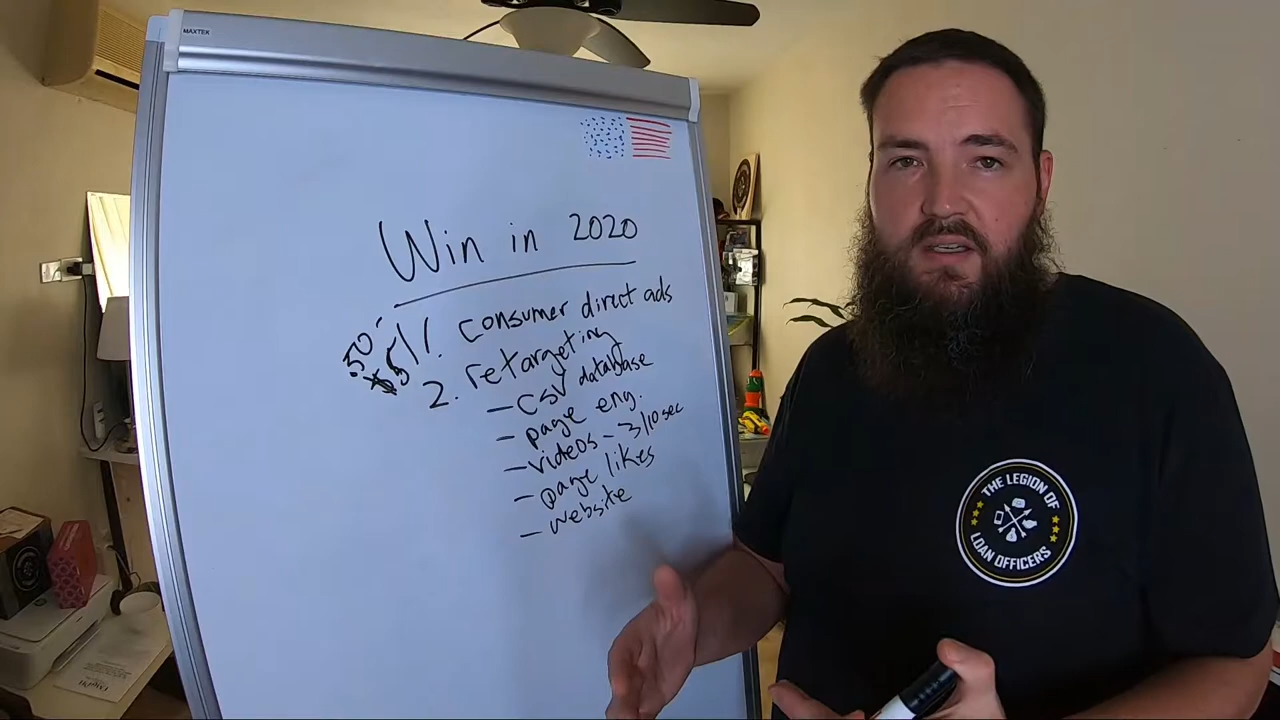 MAXTEK
Win in 2020
1. consumer direct ads
2. retargeting
- CSV database
- page eng.
- videos - 3/10 sec
- page likes
- website
.50-
$5
THE LEGION OF
LOAN OFFICERS